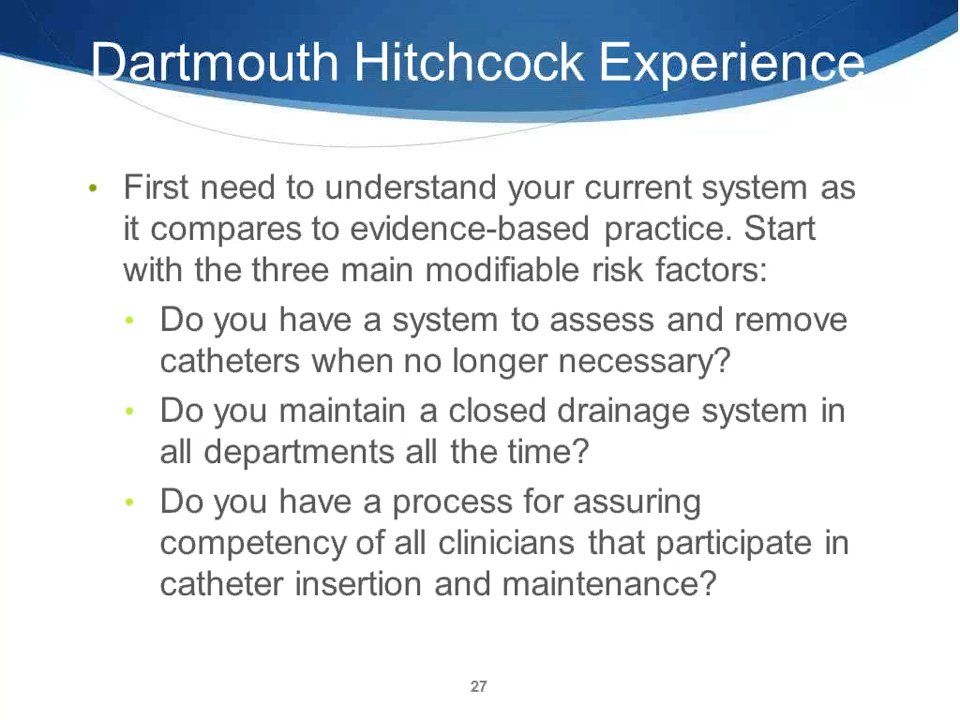 Dartmouth Hitchcock Experience
• First need to understand your current system as
it compares to evidence-based practice. Start
with the three main modifiable risk factors:
• Do you have a system to assess and remove
catheters when no longer necessary?
• Do you maintain a closed drainage system in
all departments all the time?
• Do you have a process for assuring
competency of all clinicians that participate in
catheter insertion and maintenance?
27